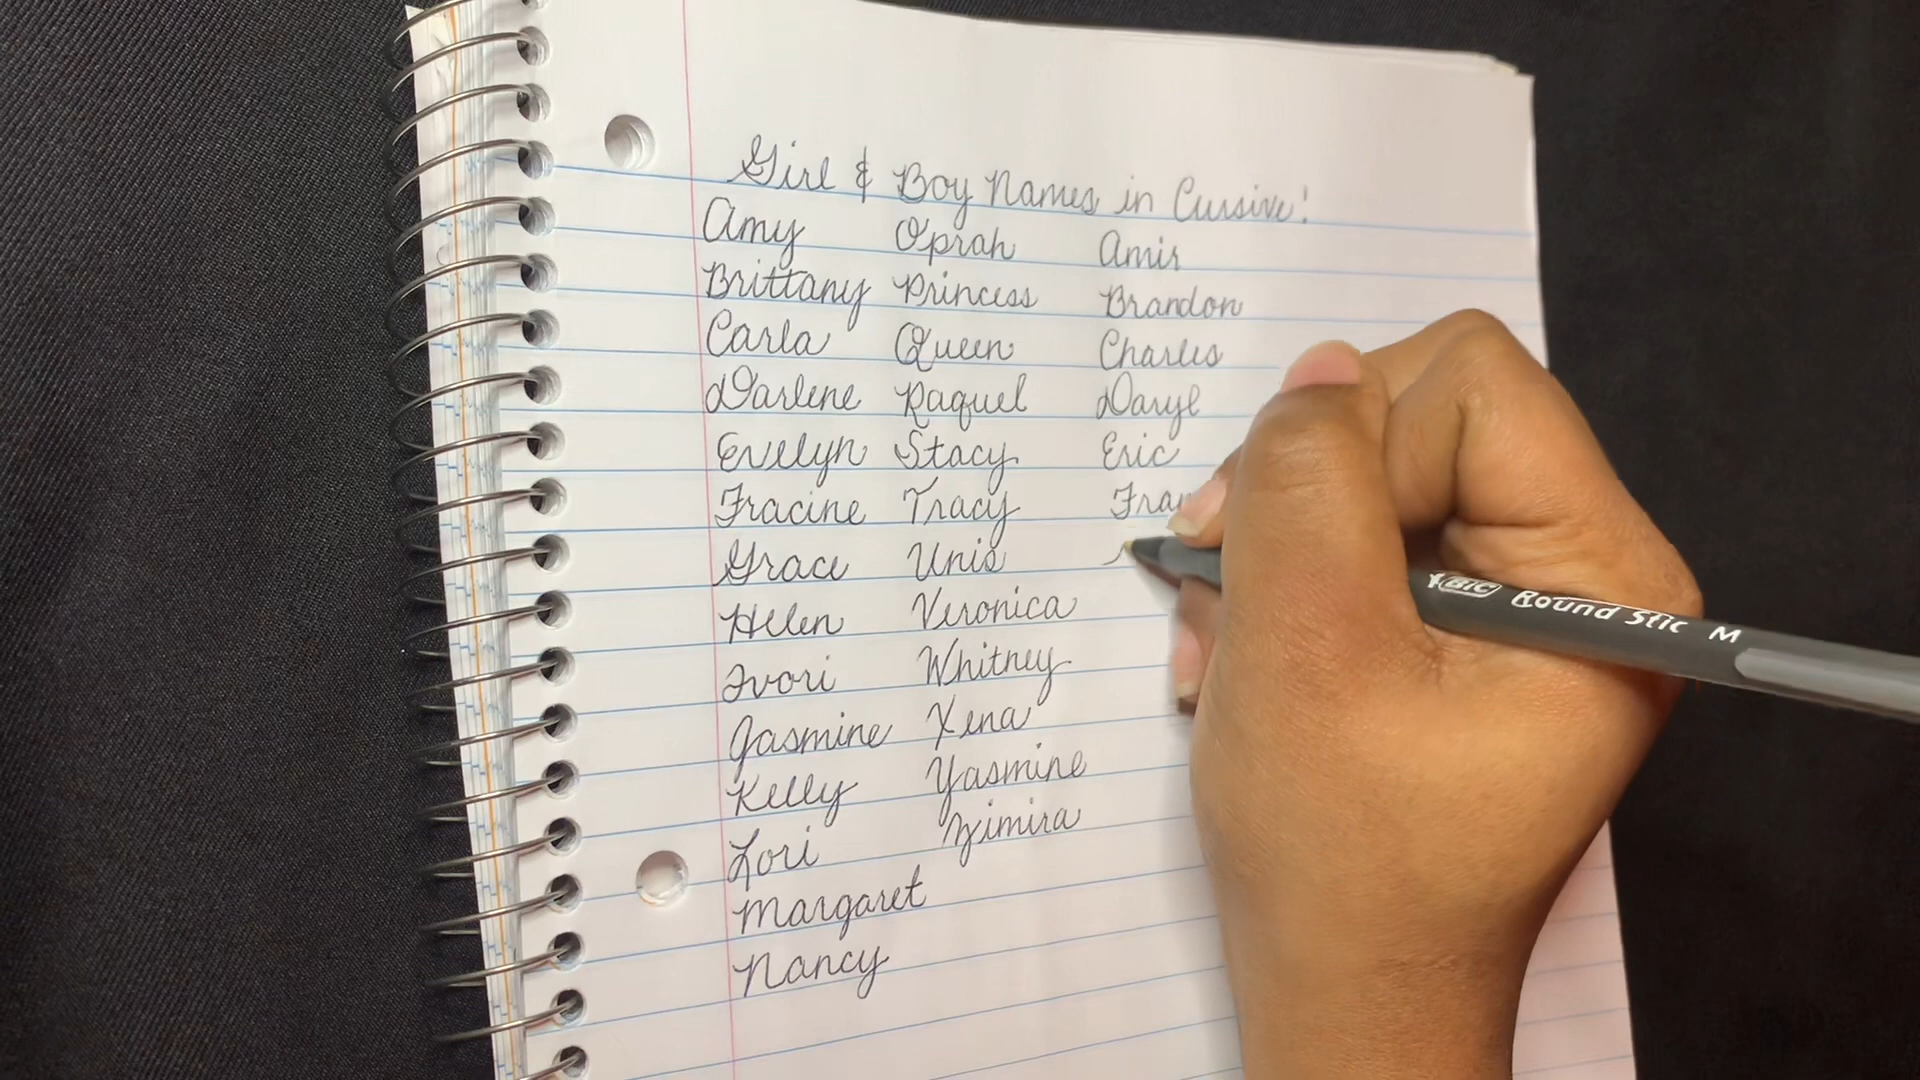 Girl & Boy Names in Cursive!
Amy Oprah Amir
Brittany Princess Brandon
Carla Queen Charles
Darlene Raquel Daryl
Evelyn Stacy Eric
Fracine Tracy
Grace Unis
Helen Veronica
Ivori Whitney
Jasmine Xena
Kelly Yasmine
Lori Zimira
Margaret
Nancy
BIC Round Stic M